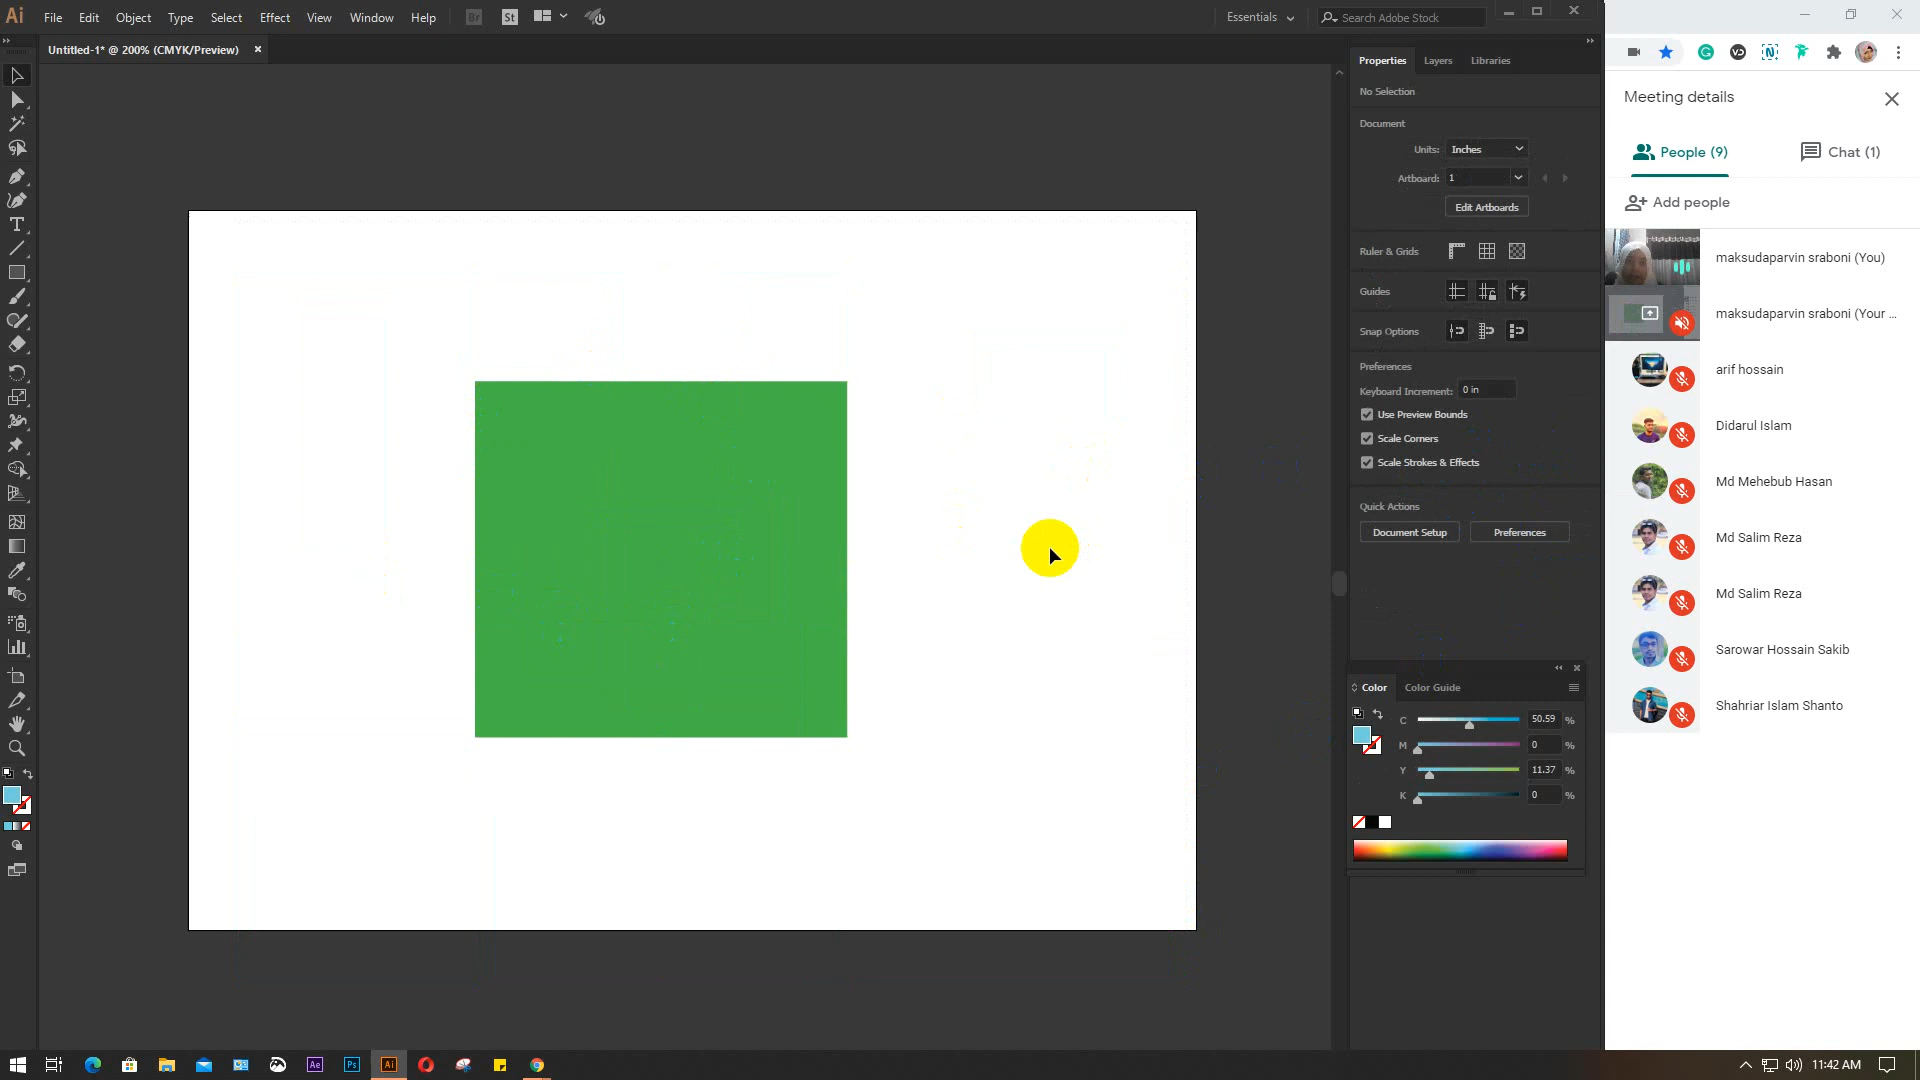 Ai File Edit Object Type Select Effect View Window Help Br St Essentials Search Adobe Stock
Untitled-1* @ 200% (CMYK/Preview)
Properties Layers Libraries
No Selection
Document
Units: Inches
Artboard: 1
Edit Artboards
Ruler & Grids
Guides
Snap Options
Preferences
Keyboard Increment: 0 in
Use Preview Bounds
Scale Corners
Scale Strokes & Effects
Quick Actions
Document Setup Preferences
Color Color Guide
C 50.59 %
M 0 %
Y 11.37 %
K 0 %
Meeting details
People (9) Chat (1)
Add people
maksudaparvin sraboni (You)
maksudaparvin sraboni (Your ...
arif hossain
Didarul Islam
Md Mehebub Hasan
Md Salim Reza
Md Salim Reza
Sarowar Hossain Sakib
Shahriar Islam Shanto
Ae Ps Ai 11:42 AM